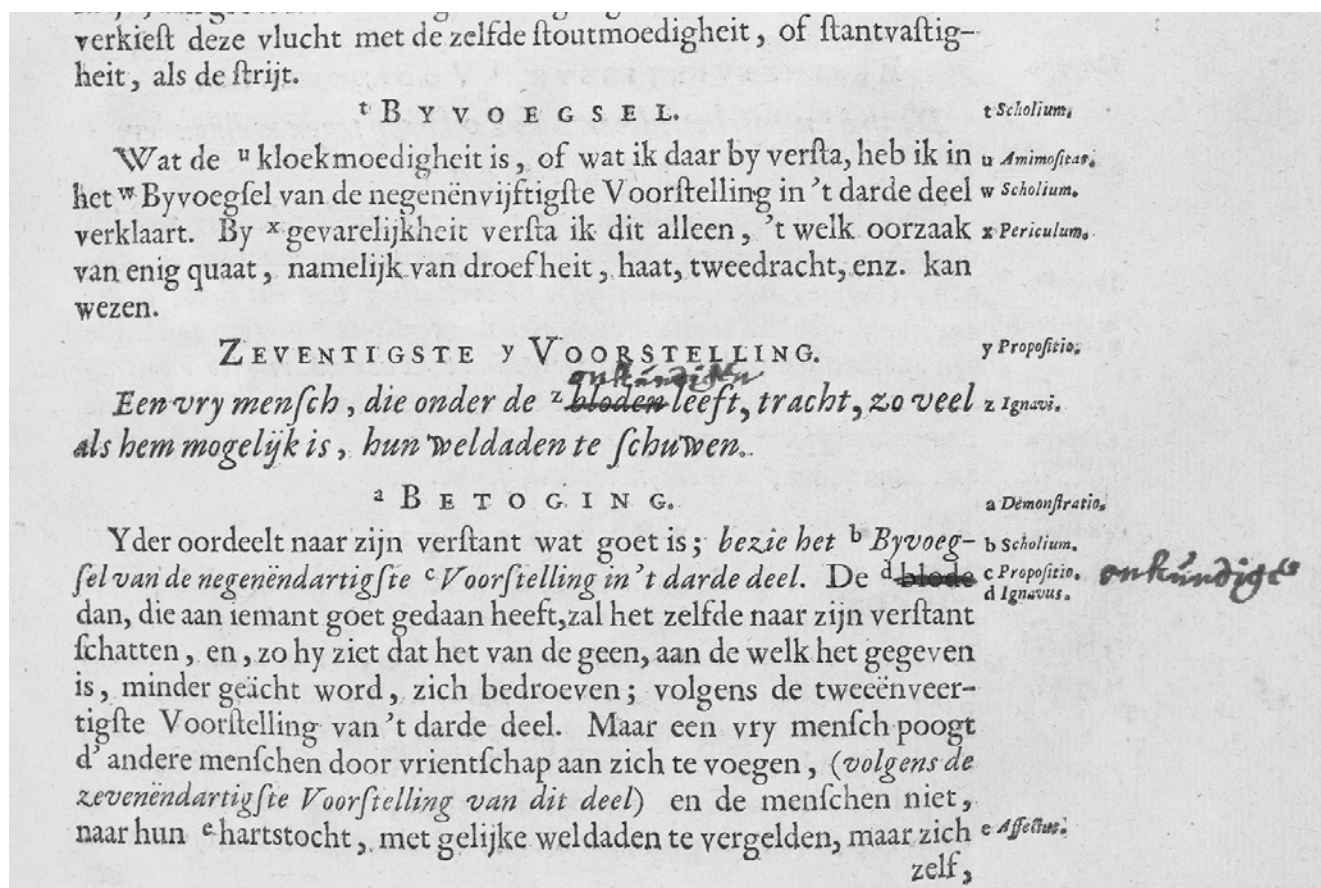 verkieſt deze vlucht met de zelfde ſtoutmoedigheit, of ſtantvaſtig-
heit, als de ſtrijt.
t BYVOEGSEL. t Scholium.
Wat de u kloekmoedigheit is, of wat ik daar by verſta, heb ik in u Amimoſitas.
het w Byvoegſel van de negenënvijftigſte Voorſtelling in 't darde deel w Scholium.
verklaart. By x gevarelijkheit verſta ik dit alleen, 't welk oorzaak x Periculum.
van enig quaat, namelijk van droefheit, haat, tweedracht, enz. kan
wezen.
ZEVENTIGSTE y VOORSTELLING. y Propoſitio.
onkúndigen
Een vry menſch, die onder de z bloden leeft, tracht, zo veel z Ignavi.
als hem mogelijk is, hun weldaden te ſchuwen.
a BETOGING. a Demonſtratio.
Yder oordeelt naar zijn verſtant wat goet is; bezie het b Byvoeg- b Scholium.
ſel van de negenëndartigſte c Voorſtelling in 't darde deel. De d blode c Propoſitio. onkúndige
d Ignavus.
dan, die aan iemant goet gedaan heeft, zal het zelfde naar zijn verſtant
ſchatten, en, zo hy ziet dat het van de geen, aan de welk het gegeven
is, minder geächt word, zich bedroeven; volgens de tweeënveer-
tigſte Voorſtelling van 't darde deel. Maar een vry menſch poogt
d' andere menſchen door vrientſchap aan zich te voegen, (volgens de
zevenëndartigſte Voorſtelling van dit deel) en de menſchen niet,
naar hun e hartstocht, met gelijke weldaden te vergelden, maar zich e Affectus.
zelf,